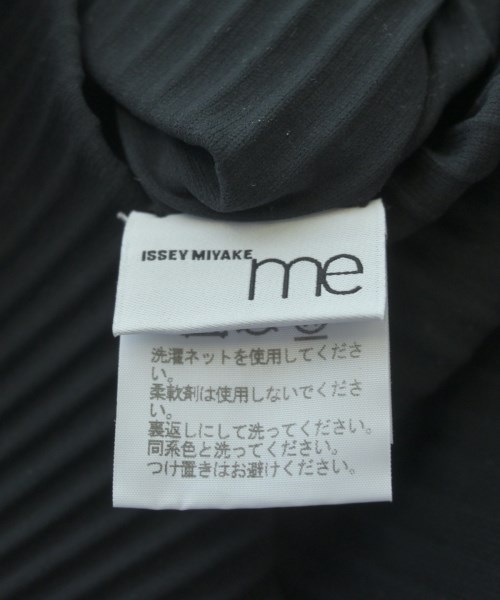 ISSEY MIYAKE me
洗濯ネットを使用してくださ
い。
柔軟剤は使用しないでくださ
い。
裏返しにして洗ってください。
同系色と洗ってください。
つけ置きはお避けください。